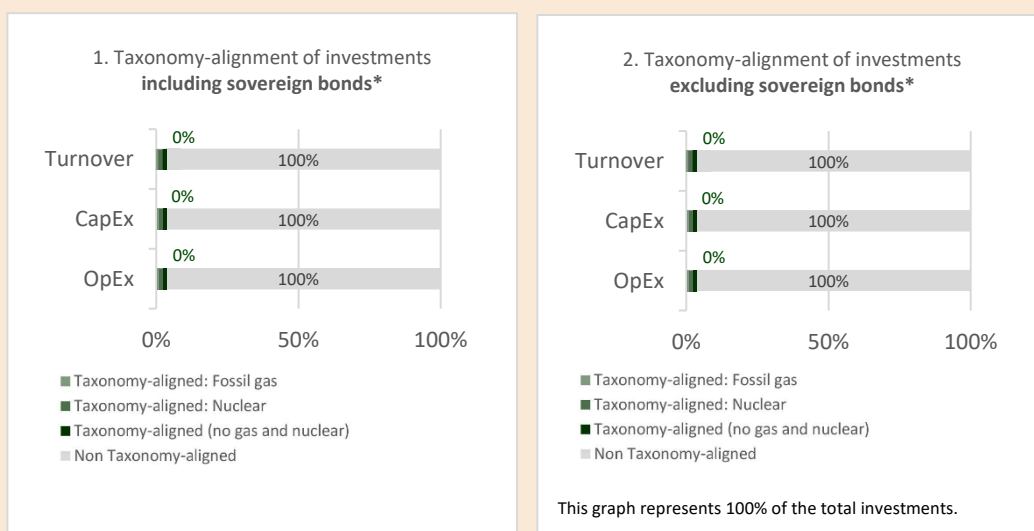 1. Taxonomy-alignment of investments
including sovereign bonds*
0%
Turnover
100%
0%
CapEx
100%
0%
OpEx
100%
0%
50%
100%
Taxonomy-aligned: Fossil gas
Taxonomy-aligned: Nuclear
Taxonomy-aligned (no gas and nuclear)
Non Taxonomy-aligned
2. Taxonomy-alignment of investments
excluding sovereign bonds*
0%
Turnover
100%
0%
CapEx
100%
0%
OpEx
100%
0%
50%
100%
Taxonomy-aligned: Fossil gas
Taxonomy-aligned: Nuclear
Taxonomy-aligned (no gas and nuclear)
Non Taxonomy-aligned
This graph represents 100% of the total investments.